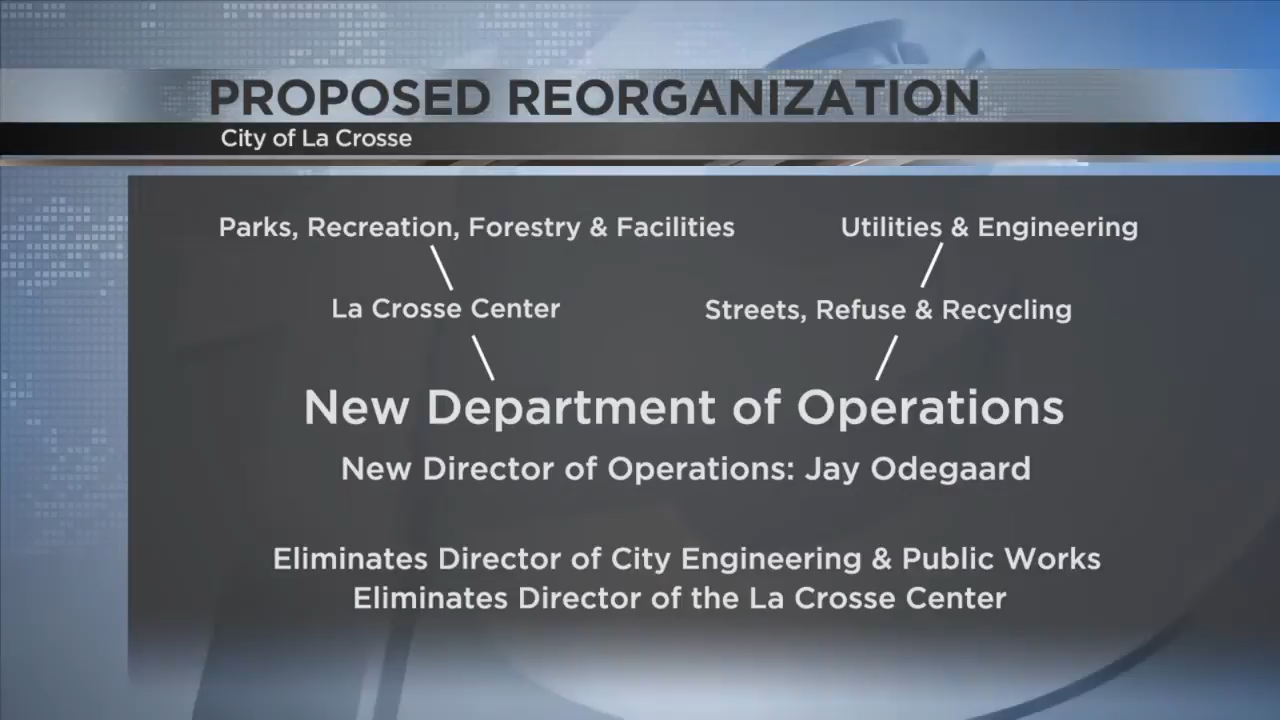 PROPOSED REORGANIZATION
City of La Crosse
Parks, Recreation, Forestry & Facilities
Utilities & Engineering
La Crosse Center
Streets, Refuse & Recycling
New Department of Operations
New Director of Operations: Jay Odegaard
Eliminates Director of City Engineering & Public Works
Eliminates Director of the La Crosse Center